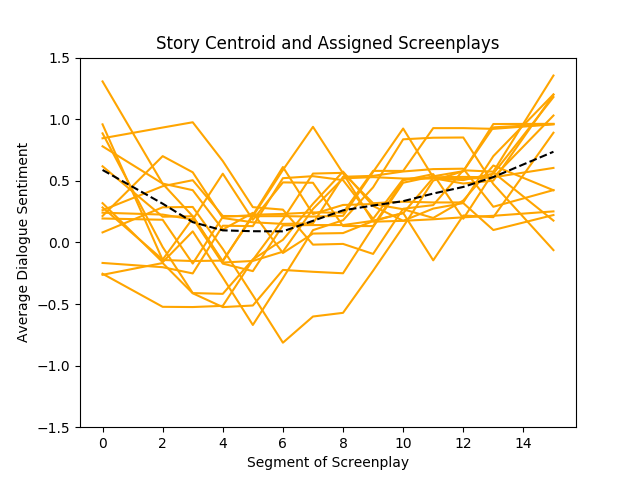 Story Centroid and Assigned Screenplays
1.5
1.0
0.5
0.0
−0.5
−1.0
−1.5
Average Dialogue Sentiment
0 2 4 6 8 10 12 14
Segment of Screenplay